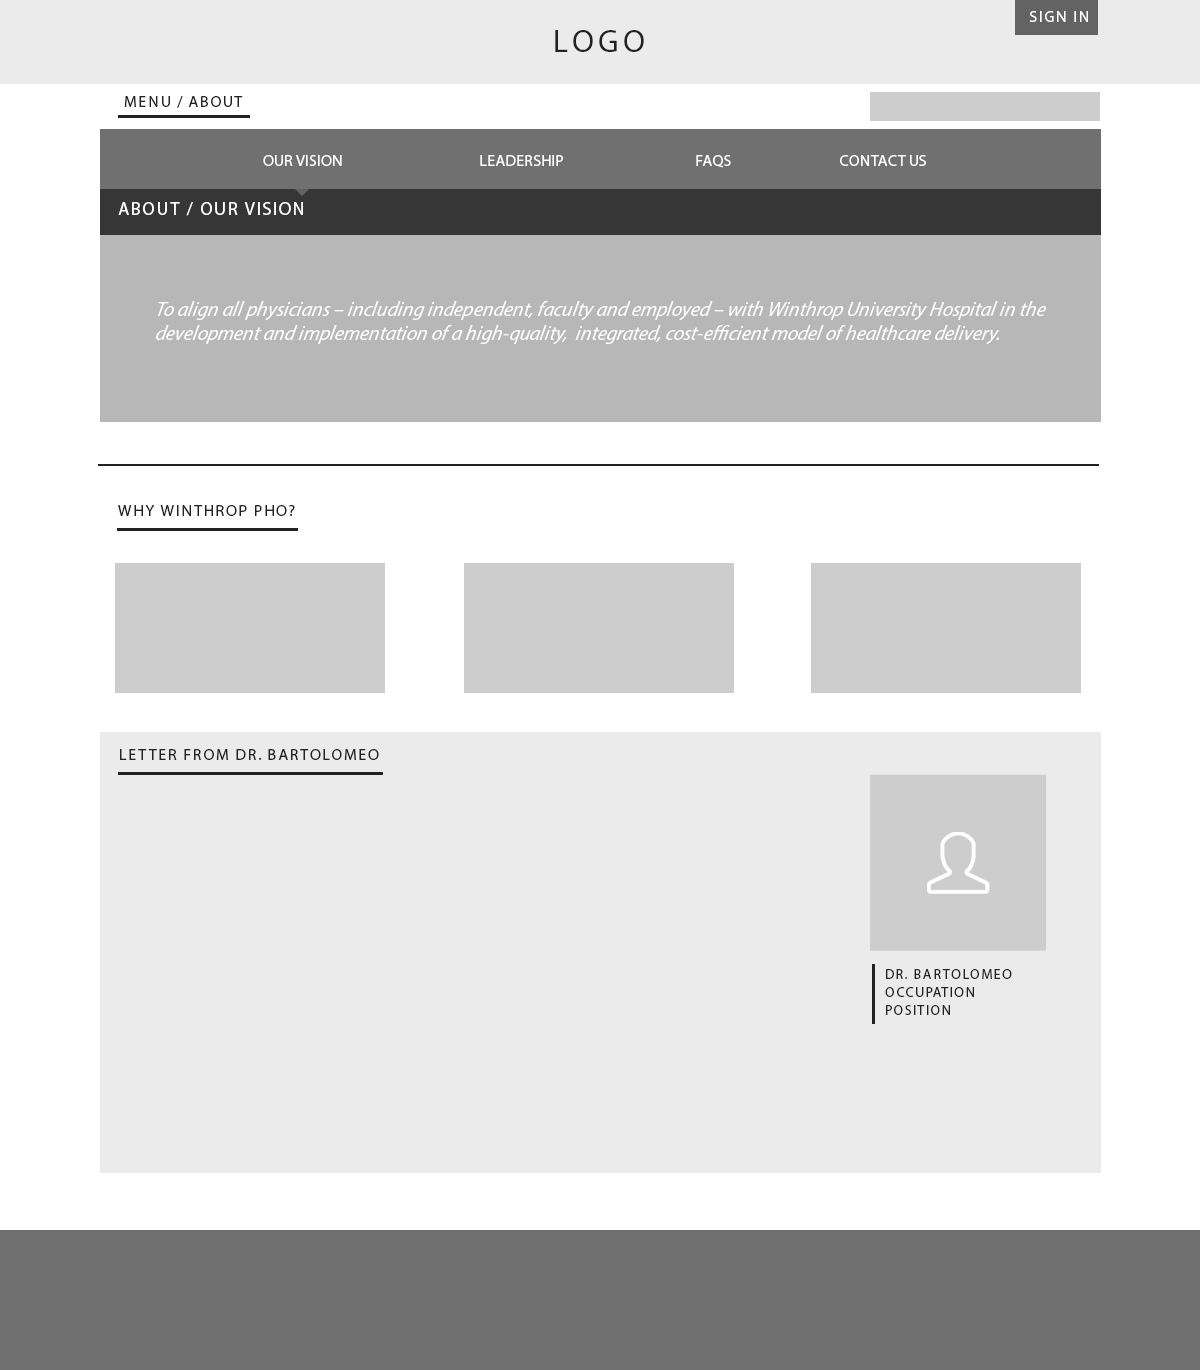 SIGN IN
LOGO
MENU / ABOUT
OUR VISION LEADERSHIP FAQS CONTACT US
ABOUT / OUR VISION
To align all physicians – including independent, faculty and employed – with Winthrop University Hospital in the
development and implementation of a high-quality, integrated, cost-efficient model of healthcare delivery.
WHY WINTHROP PHO?
LETTER FROM DR. BARTOLOMEO
DR. BARTOLOMEO
OCCUPATION
POSITION